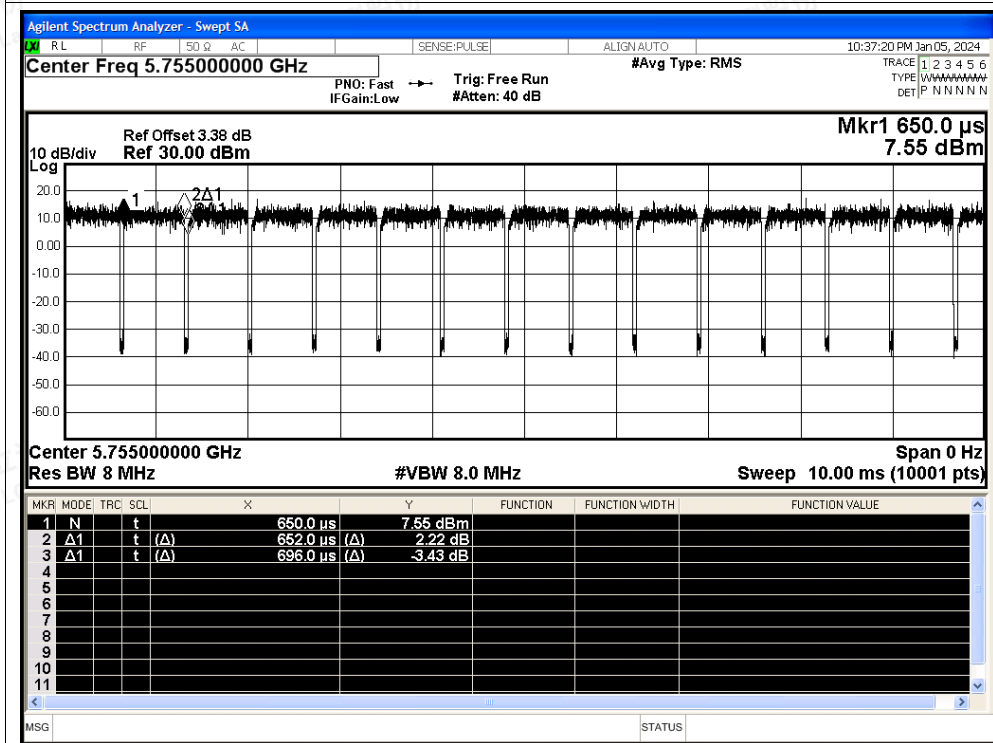 Agilent Spectrum Analyzer - Swept SA
LXI RL RF 50 Ω AC SENSE:PULSE ALIGN AUTO 10:37:20 PM Jan 05, 2024
Center Freq 5.755000000 GHz
PNO: Fast
IFGain:Low
Trig: Free Run
#Atten: 40 dB
#Avg Type: RMS
TRACE 1 2 3 4 5 6
TYPE WWWWWW
DET P N N N N N
Mkr1 650.0 µs
7.55 dBm
Ref Offset 3.38 dB
10 dB/div Ref 30.00 dBm
Log
20.0
10.0
0.00
-10.0
-20.0
-30.0
-40.0
-50.0
-60.0
1
2Δ1
Center 5.755000000 GHz Span 0 Hz
Res BW 8 MHz #VBW 8.0 MHz Sweep 10.00 ms (10001 pts)
MKR MODE TRC SCL X Y FUNCTION FUNCTION WIDTH FUNCTION VALUE
1 N t 650.0 µs 7.55 dBm
2 Δ1 t (Δ) 652.0 µs (Δ) 2.22 dB
3 Δ1 t (Δ) 696.0 µs (Δ) -3.43 dB
4
5
6
7
8
9
10
11
MSG STATUS